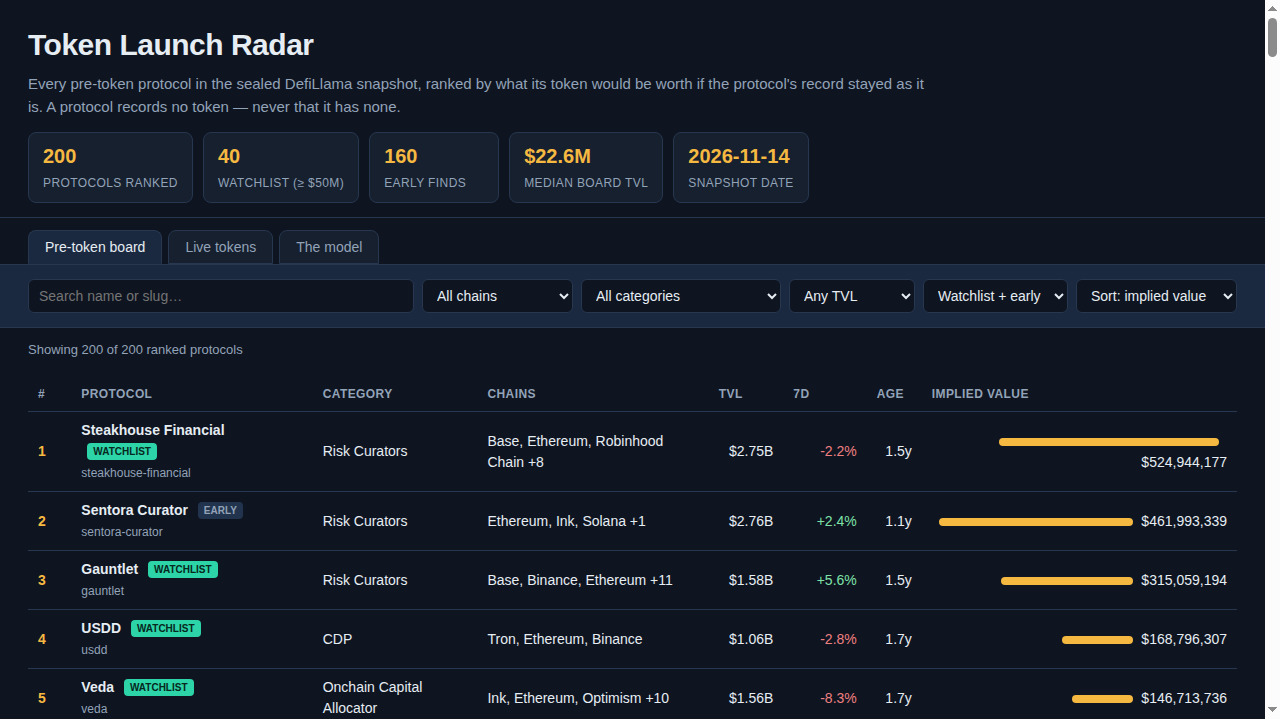 Token Launch Radar
Every pre-token protocol in the sealed DefiLlama snapshot, ranked by what its token would be worth if the protocol's record stayed as it
is. A protocol records no token — never that it has none.
200
PROTOCOLS RANKED
40
WATCHLIST (≥ $50M)
160
EARLY FINDS
$22.6M
MEDIAN BOARD TVL
2026-11-14
SNAPSHOT DATE
Pre-token board
Live tokens
The model
Search name or slug…
All chains
All categories
Any TVL
Watchlist + early
Sort: implied value
Showing 200 of 200 ranked protocols
# PROTOCOL CATEGORY CHAINS TVL 7D AGE IMPLIED VALUE
1
Steakhouse Financial
WATCHLIST
steakhouse-financial
Risk Curators
Base, Ethereum, Robinhood
Chain +8
$2.75B
-2.2%
1.5y
$524,944,177
2
Sentora Curator EARLY
sentora-curator
Risk Curators
Ethereum, Ink, Solana +1
$2.76B
+2.4%
1.1y
$461,993,339
3
Gauntlet WATCHLIST
gauntlet
Risk Curators
Base, Binance, Ethereum +11
$1.58B
+5.6%
1.5y
$315,059,194
4
USDD WATCHLIST
usdd
CDP
Tron, Ethereum, Binance
$1.06B
-2.8%
1.7y
$168,796,307
5
Veda WATCHLIST
veda
Onchain Capital
Allocator
Ink, Ethereum, Optimism +10
$1.56B
-8.3%
1.7y
$146,713,736